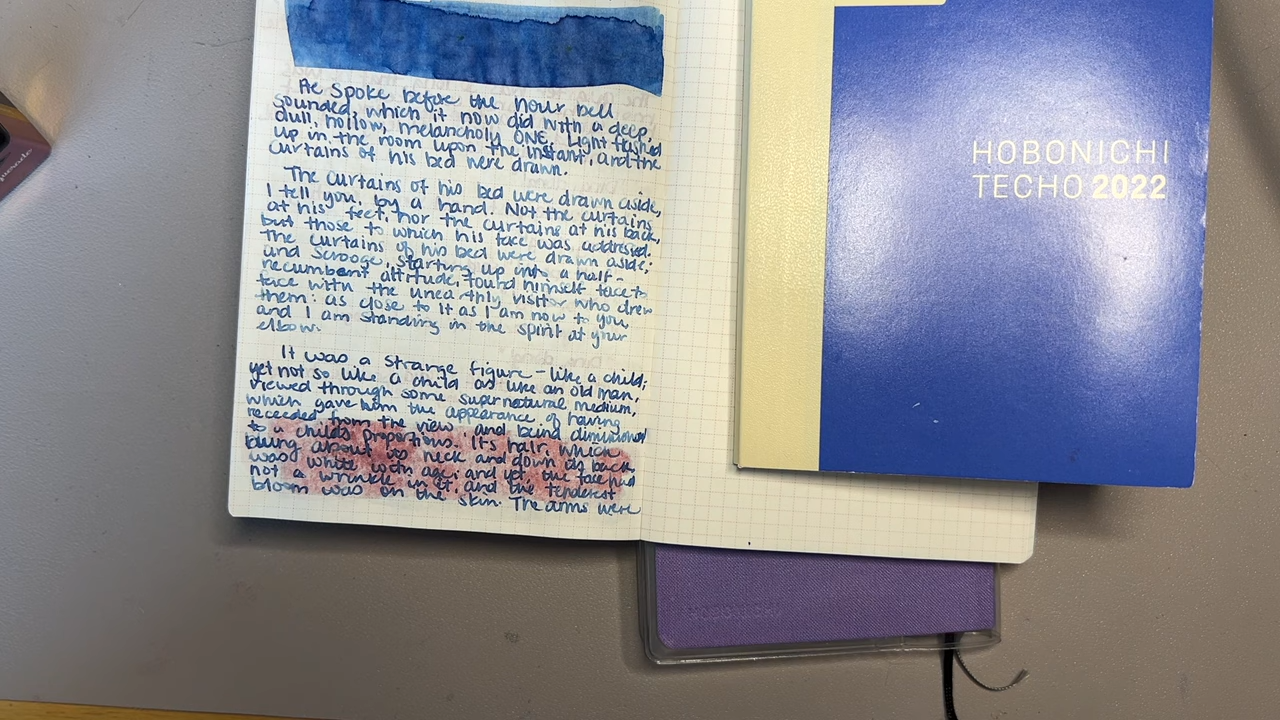 He spoke before the hour bell
sounded, which it now did with a deep,
dull, hollow, melancholy ONE. Light flashed
up in the room upon the instant, and the
curtains of his bed were drawn.
The curtains of his bed were drawn aside,
I tell you, by a hand. Not the curtains
at his feet, nor the curtains at his back,
but those to which his face was addressed.
The curtains of his bed were drawn aside;
and Scrooge, starting up into a half-
recumbent attitude, found himself face to
face with the unearthly visitor who drew
them: as close to it as I am now to you,
and I am standing in the spirit at your
elbow.
It was a strange figure - like a child;
yet not so like a child as like an old man,
viewed through some supernatural medium,
which gave him the appearance of having
receeded from the view and being diminished
to a child's proportions. Its hair, which
hung about its neck and down its back,
was white with age; and yet the face had
not a wrinkle in it, and the tenderest
bloom was on the skin. The arms were
HOBONICHI
TECHO 2022
HOBONICHI